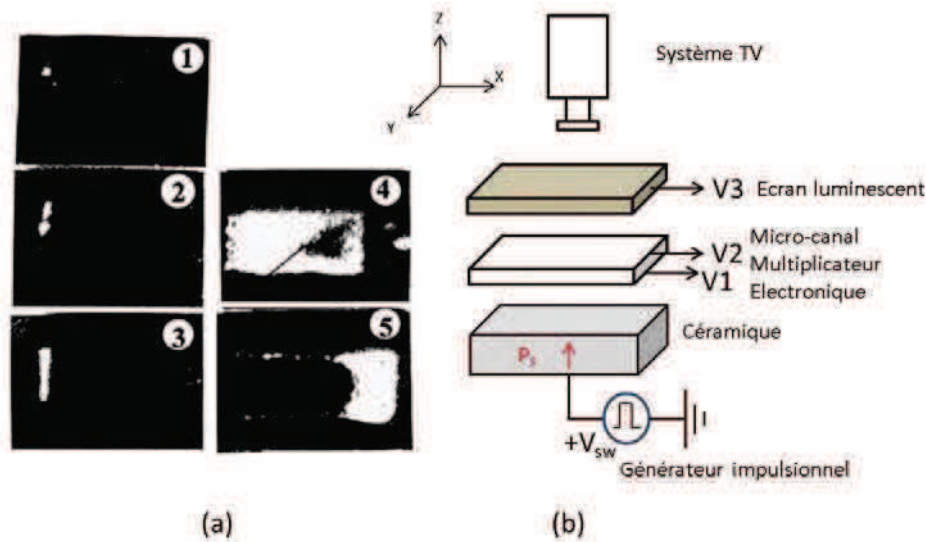 1
2
3
4
5
(a)
Z
X
Y
Système TV
V3 Ecran luminescent
V2
V1
Micro-canal
Multiplicateur
Electronique
Céramique
Ps
+Vsw
Générateur impulsionnel
(b)